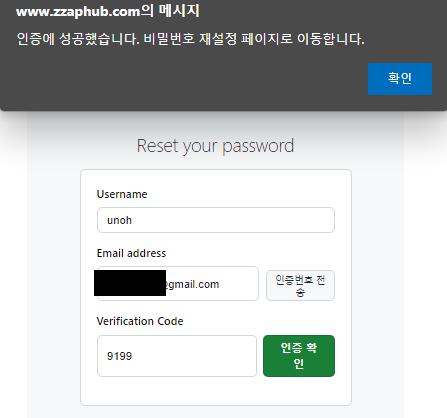 www.zzaphub.com의 메시지
인증에 성공했습니다. 비밀번호 재설정 페이지로 이동합니다.
확인
Reset your password
Username
unoh
Email address
@gmail.com
인증번호 전
송
Verification Code
9199
인증 확
인